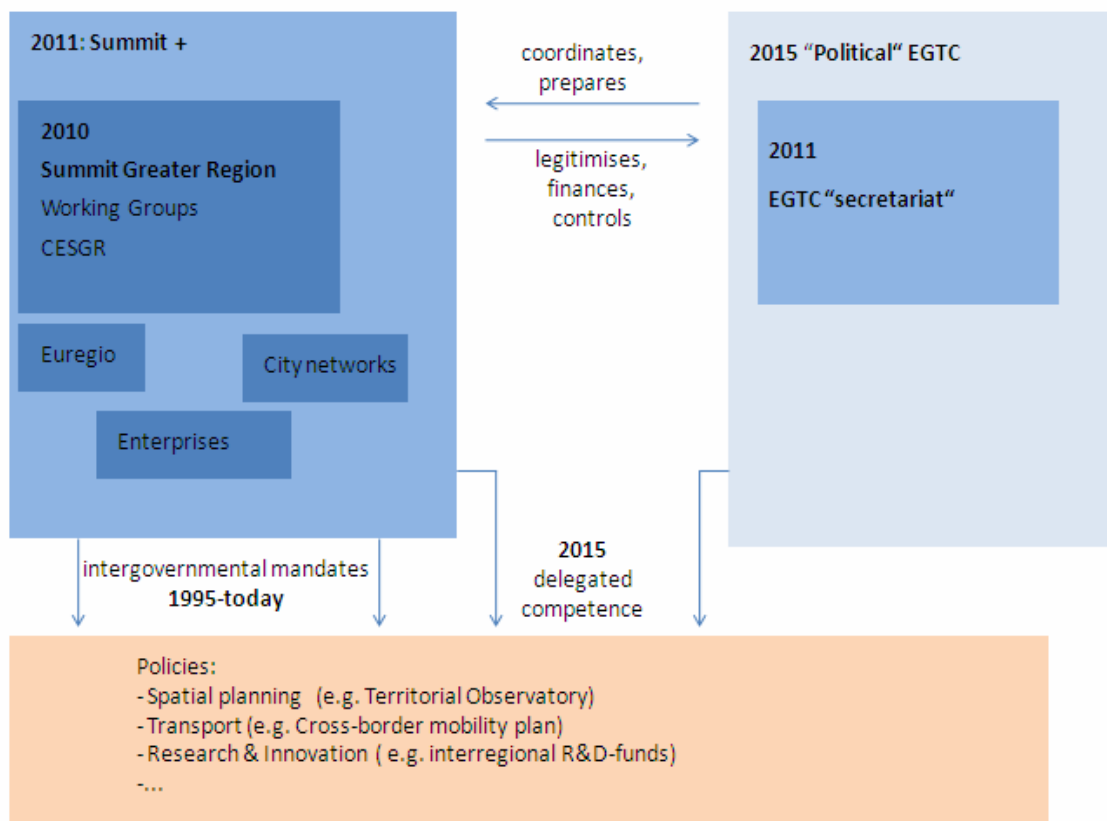 2011: Summit +
2010
Summit Greater Region
Working Groups
CESGR
Euregio
City networks
Enterprises
coordinates,
prepares
legitimises,
finances,
controls
2015 “Political“ EGTC
2011
EGTC “secretariat“
intergovernmental mandates
1995-today
2015
delegated
competence
Policies:
- Spatial planning (e.g. Territorial Observatory)
- Transport (e.g. Cross-border mobility plan)
- Research & Innovation ( e.g. interregional R&D-funds)
-...